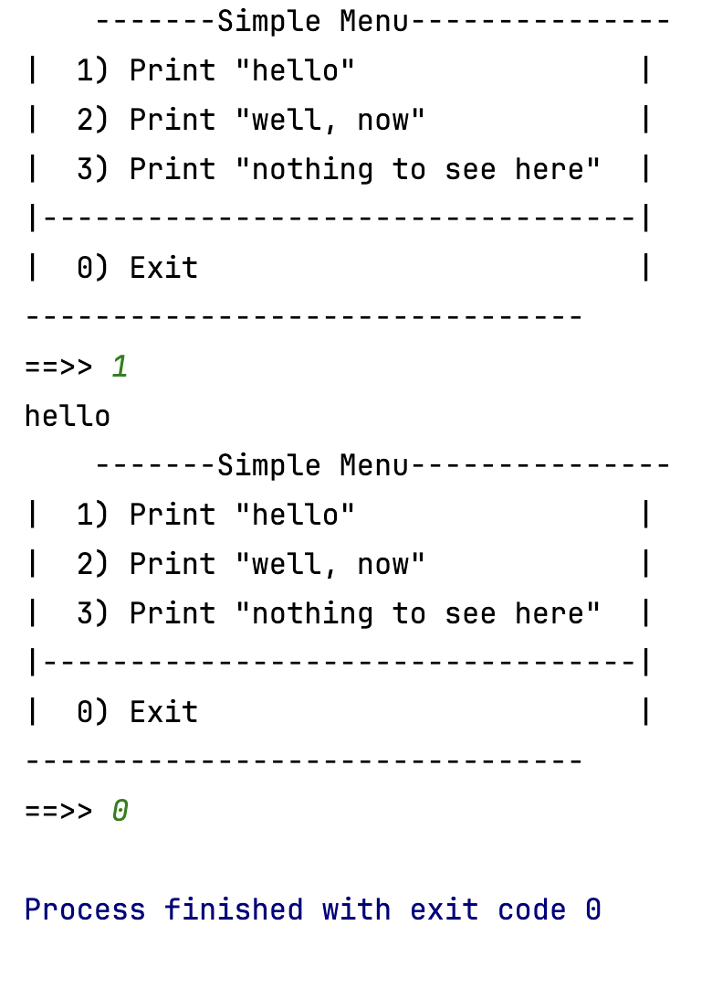 -------Simple Menu---------------
|  1) Print "hello"                |
|  2) Print "well, now"            |
|  3) Print "nothing to see here"  |
|----------------------------------|
|  0) Exit                         |
--------------------------------
==>> 1
hello
    -------Simple Menu---------------
|  1) Print "hello"                |
|  2) Print "well, now"            |
|  3) Print "nothing to see here"  |
|----------------------------------|
|  0) Exit                         |
--------------------------------
==>> 0

Process finished with exit code 0